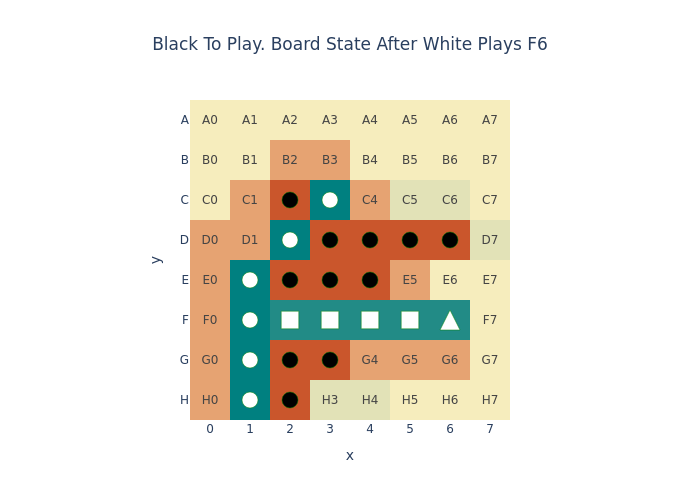 Black To Play. Board State After White Plays F6
A A0 A1 A2 A3 A4 A5 A6 A7
B B0 B1 B2 B3 B4 B5 B6 B7
C C0 C1 C4 C5 C6 C7
D D0 D1 D7
E E0 E5 E6 E7
F F0 F7
G G0 G4 G5 G6 G7
H H0 H3 H4 H5 H6 H7
0 1 2 3 4 5 6 7
x
y